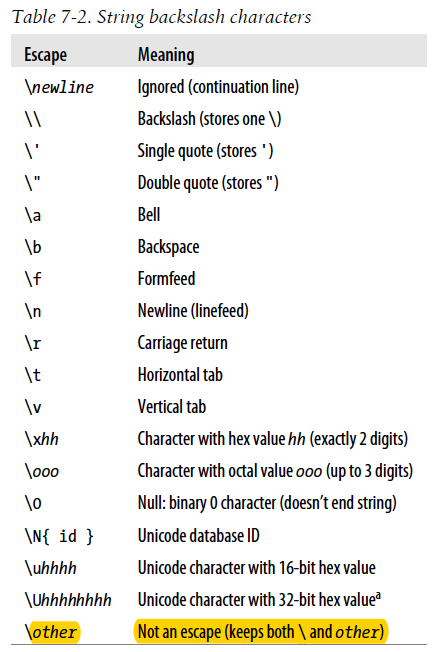 Table 7-2. String backslash characters
Escape Meaning
\newline Ignored (continuation line)
\\ Backslash (stores one \)
\' Single quote (stores ')
\" Double quote (stores ")
\a Bell
\b Backspace
\f Formfeed
\n Newline (linefeed)
\r Carriage return
\t Horizontal tab
\v Vertical tab
\xhh Character with hex value hh (exactly 2 digits)
\ooo Character with octal value ooo (up to 3 digits)
\0 Null: binary 0 character (doesn't end string)
\N{ id } Unicode database ID
\uhhhh Unicode character with 16-bit hex value
\Uhhhhhhhh Unicode character with 32-bit hex valueᵃ
\other Not an escape (keeps both \ and other)